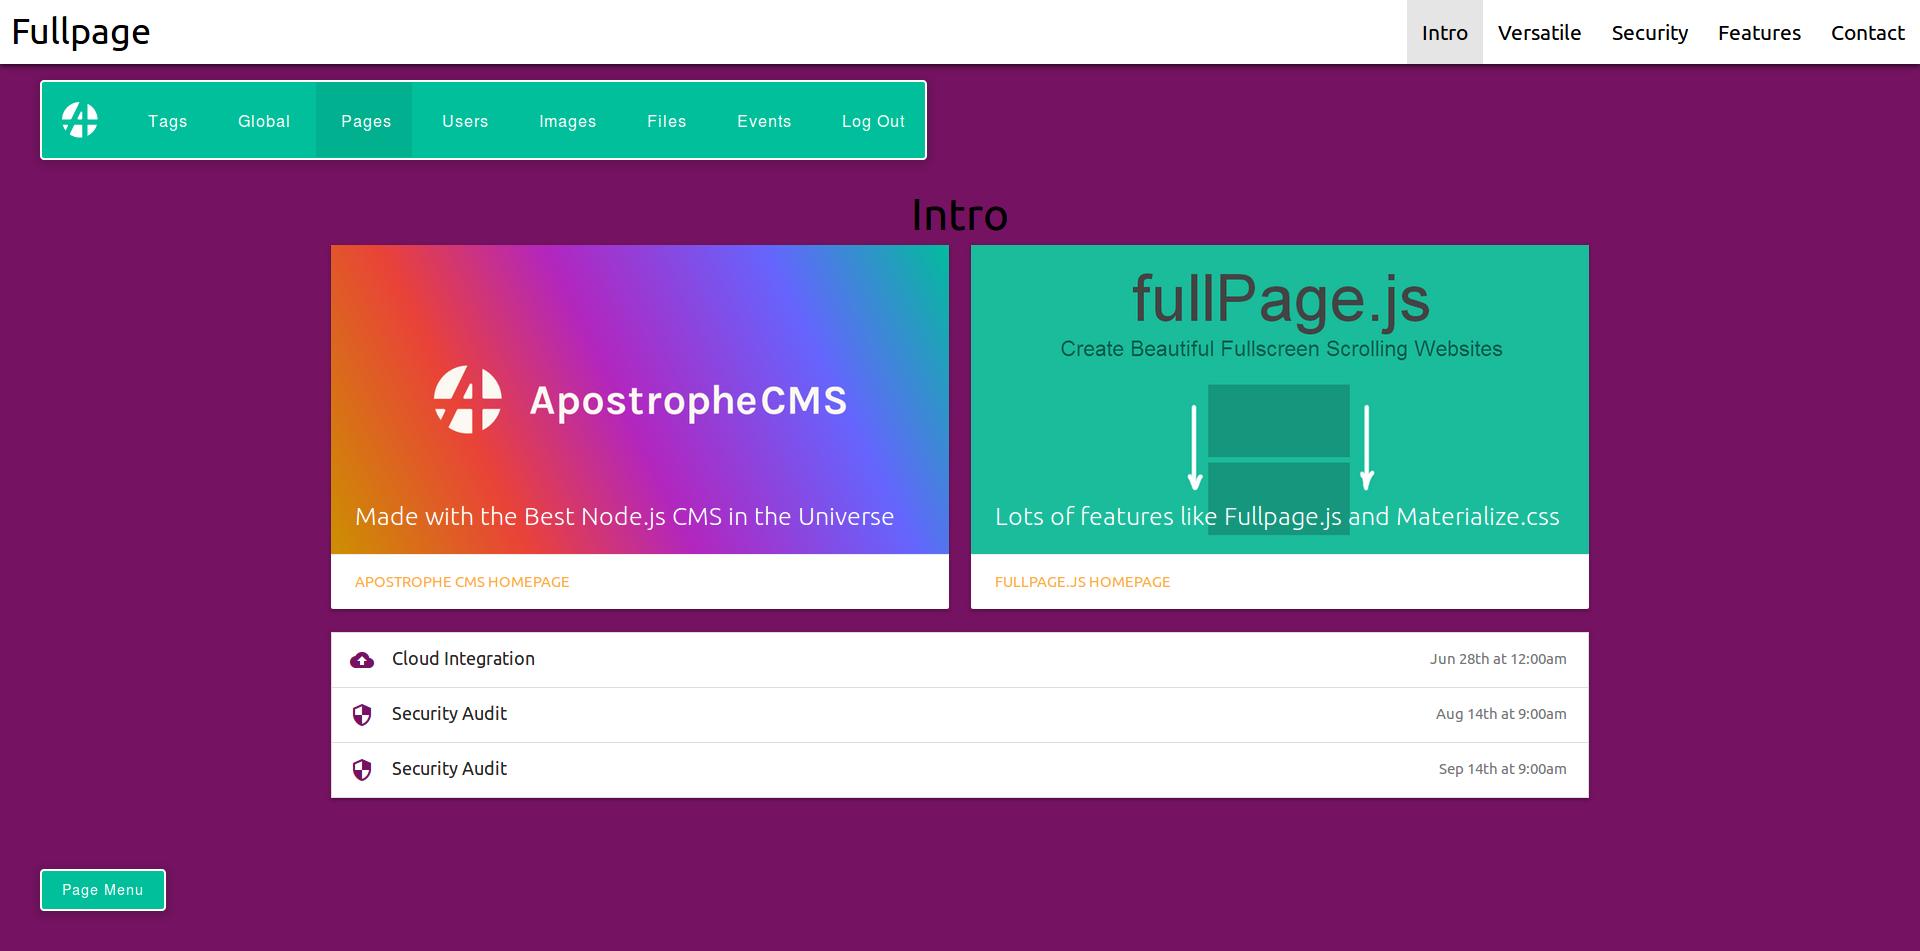 Fullpage
Intro Versatile Security Features Contact
Tags Global Pages Users Images Files Events Log Out
Intro
ApostropheCMS
Made with the Best Node.js CMS in the Universe
APOSTROPHE CMS HOMEPAGE
fullPage.js
Create Beautiful Fullscreen Scrolling Websites
Lots of features like Fullpage.js and Materialize.css
FULLPAGE.JS HOMEPAGE
Cloud Integration Jun 28th at 12:00am
Security Audit Aug 14th at 9:00am
Security Audit Sep 14th at 9:00am
Page Menu